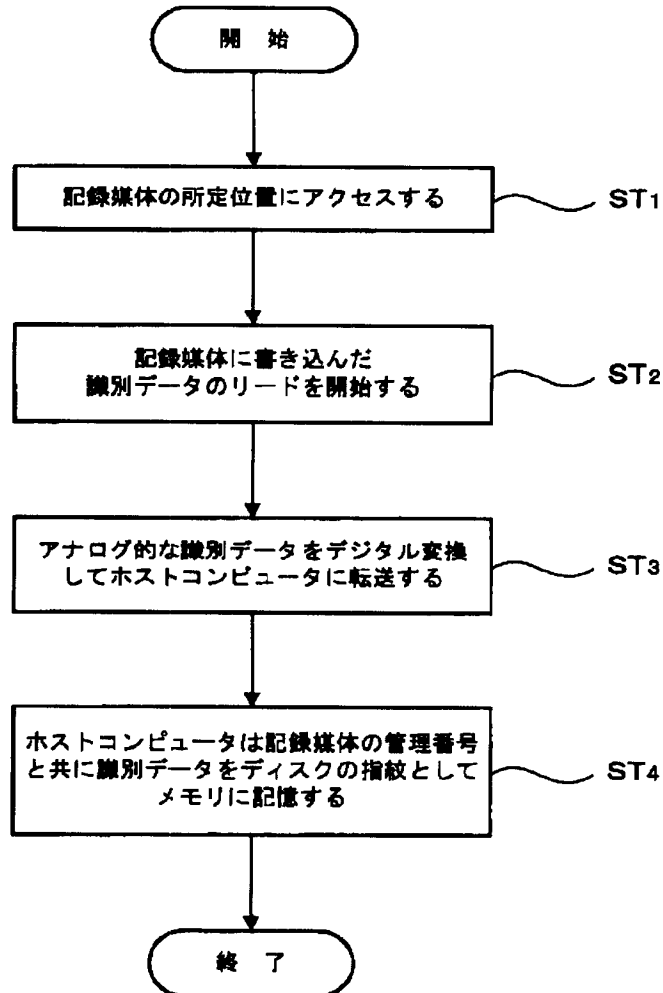 開 始
記録媒体の所定位置にアクセスする
ST1
記録媒体に書き込んだ
識別データのリードを開始する
ST2
アナログ的な識別データをデジタル変換
してホストコンピュータに転送する
ST3
ホストコンピュータは記録媒体の管理番号
と共に識別データをディスクの指紋として
メモリに記憶する
ST4
終 了